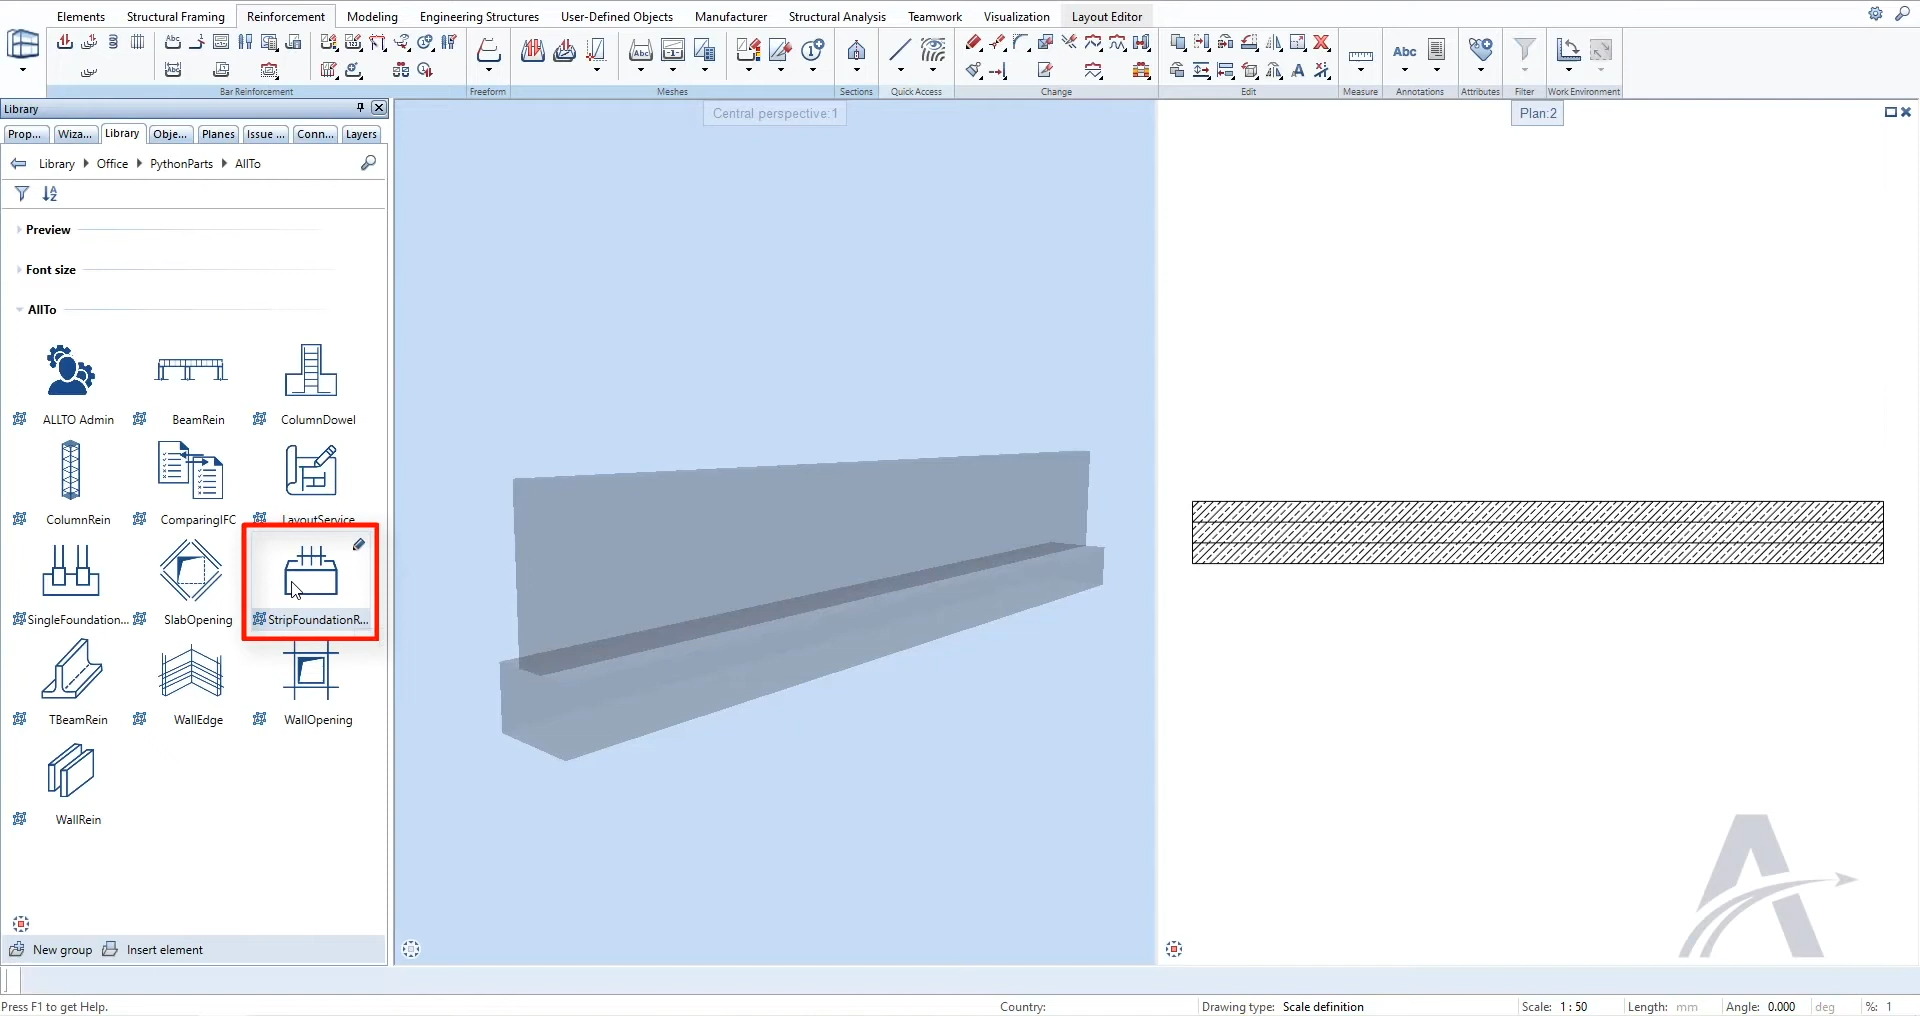 Elements Structural Framing Reinforcement Modeling Engineering Structures User-Defined Objects Manufacturer Structural Analysis Teamwork Visualization Layout Editor
Bar Reinforcement Freeform Meshes Sections Quick Access Change Edit Measure Annotations Attributes Filter Work Environment
Abc
Library
Central perspective:1
Plan:2
Prop... Wiza... Library Obje... Planes Issue ... Conn... Layers
Library Office PythonParts AllTo
Preview
Font size
AllTo
ALLTO Admin BeamRein ColumnDowel
ColumnRein ComparingIFC LayoutService
SingleFoundation... SlabOpening StripFoundationR...
TBeamRein WallEdge WallOpening
WallRein
New group Insert element
Press F1 to get Help. Country: Drawing type: Scale definition Scale: 1 : 50 Length: mm Angle: 0.000 deg %: 1